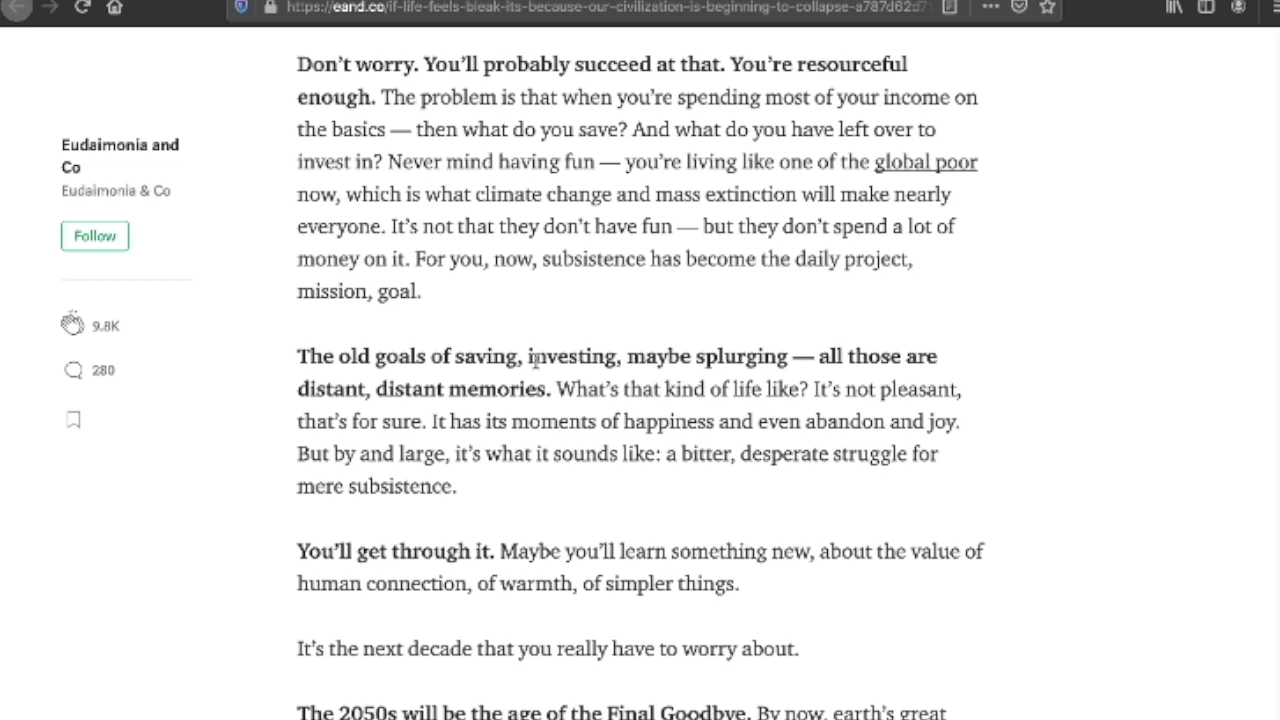 https://eand.co/if-life-feels-bleak-its-because-our-civilization-is-beginning-to-collapse-a787d62d7
Don’t worry. You’ll probably succeed at that. You’re resourceful
enough. The problem is that when you’re spending most of your income on
the basics — then what do you save? And what do you have left over to
invest in? Never mind having fun — you’re living like one of the global poor
now, which is what climate change and mass extinction will make nearly
everyone. It’s not that they don’t have fun — but they don’t spend a lot of
money on it. For you, now, subsistence has become the daily project,
mission, goal.
Eudaimonia and
Co
Eudaimonia & Co
Follow
9.8K
280
The old goals of saving, investing, maybe splurging — all those are
distant, distant memories. What’s that kind of life like? It’s not pleasant,
that’s for sure. It has its moments of happiness and even abandon and joy.
But by and large, it’s what it sounds like: a bitter, desperate struggle for
mere subsistence.
You’ll get through it. Maybe you’ll learn something new, about the value of
human connection, of warmth, of simpler things.
It’s the next decade that you really have to worry about.
The 2050s will be the age of the Final Goodbye. By now, earth’s great